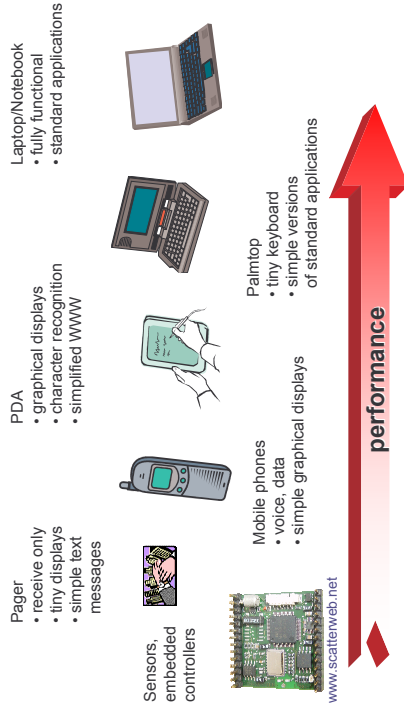 Pager
• receive only
• tiny displays
• simple text
messages
PDA
• graphical displays
• character recognition
• simplified WWW
Laptop/Notebook
• fully functional
• standard applications
Sensors,
embedded
controllers
Mobile phones
• voice, data
• simple graphical displays
Palmtop
• tiny keyboard
• simple versions
of standard applications
www.scatterweb.net
performance